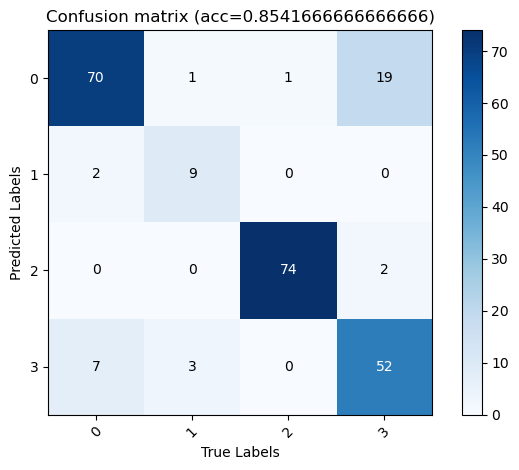 Confusion matrix (acc=0.8541666666666666)
0 70 1 1 19
1 2 9 0 0
2 0 0 74 2
3 7 3 0 52
0 1 2 3
Predicted Labels
True Labels
70
60
50
40
30
20
10
0